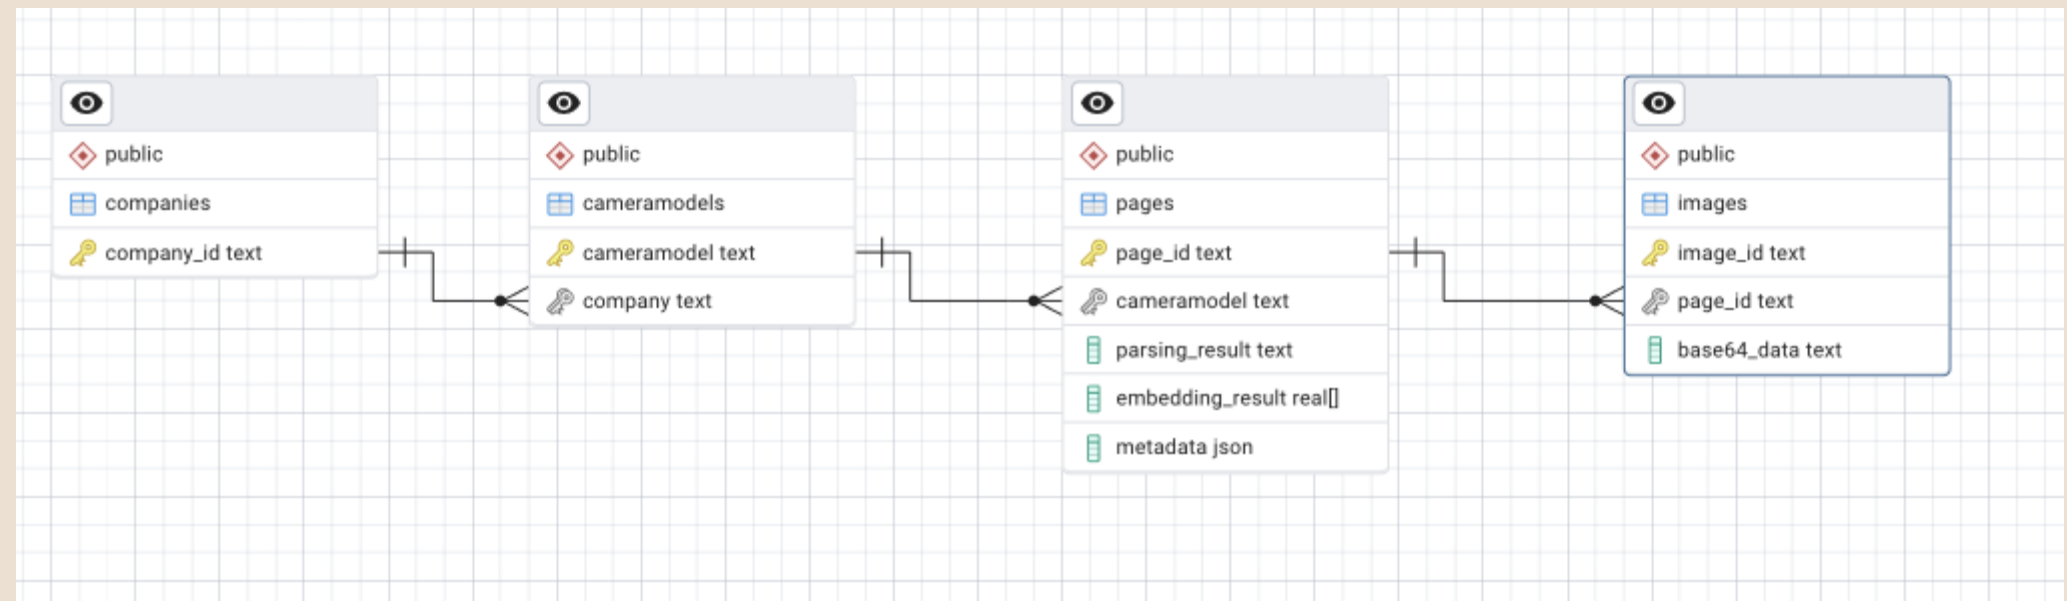 public
companies
company_id text
public
cameramodels
cameramodel text
company text
public
pages
page_id text
cameramodel text
parsing_result text
embedding_result real[]
metadata json
public
images
image_id text
page_id text
base64_data text